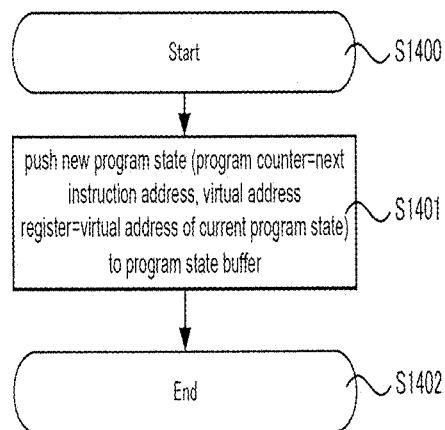 Start
S1400
push new program state (program counter=next
instruction address, virtual address
register=virtual address of current program state)
to program state buffer
S1401
End
S1402